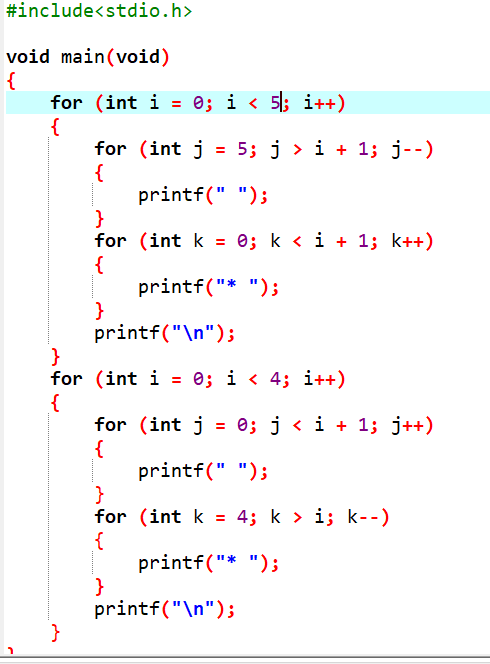 #include<stdio.h>
void main(void)
{
for (int i = 0; i < 5; i++)
{
for (int j = 5; j > i + 1; j--)
{
printf(" ");
}
for (int k = 0; k < i + 1; k++)
{
printf("* ");
}
printf("\n");
}
for (int i = 0; i < 4; i++)
{
for (int j = 0; j < i + 1; j++)
{
printf(" ");
}
for (int k = 4; k > i; k--)
{
printf("* ");
}
printf("\n");
}
}